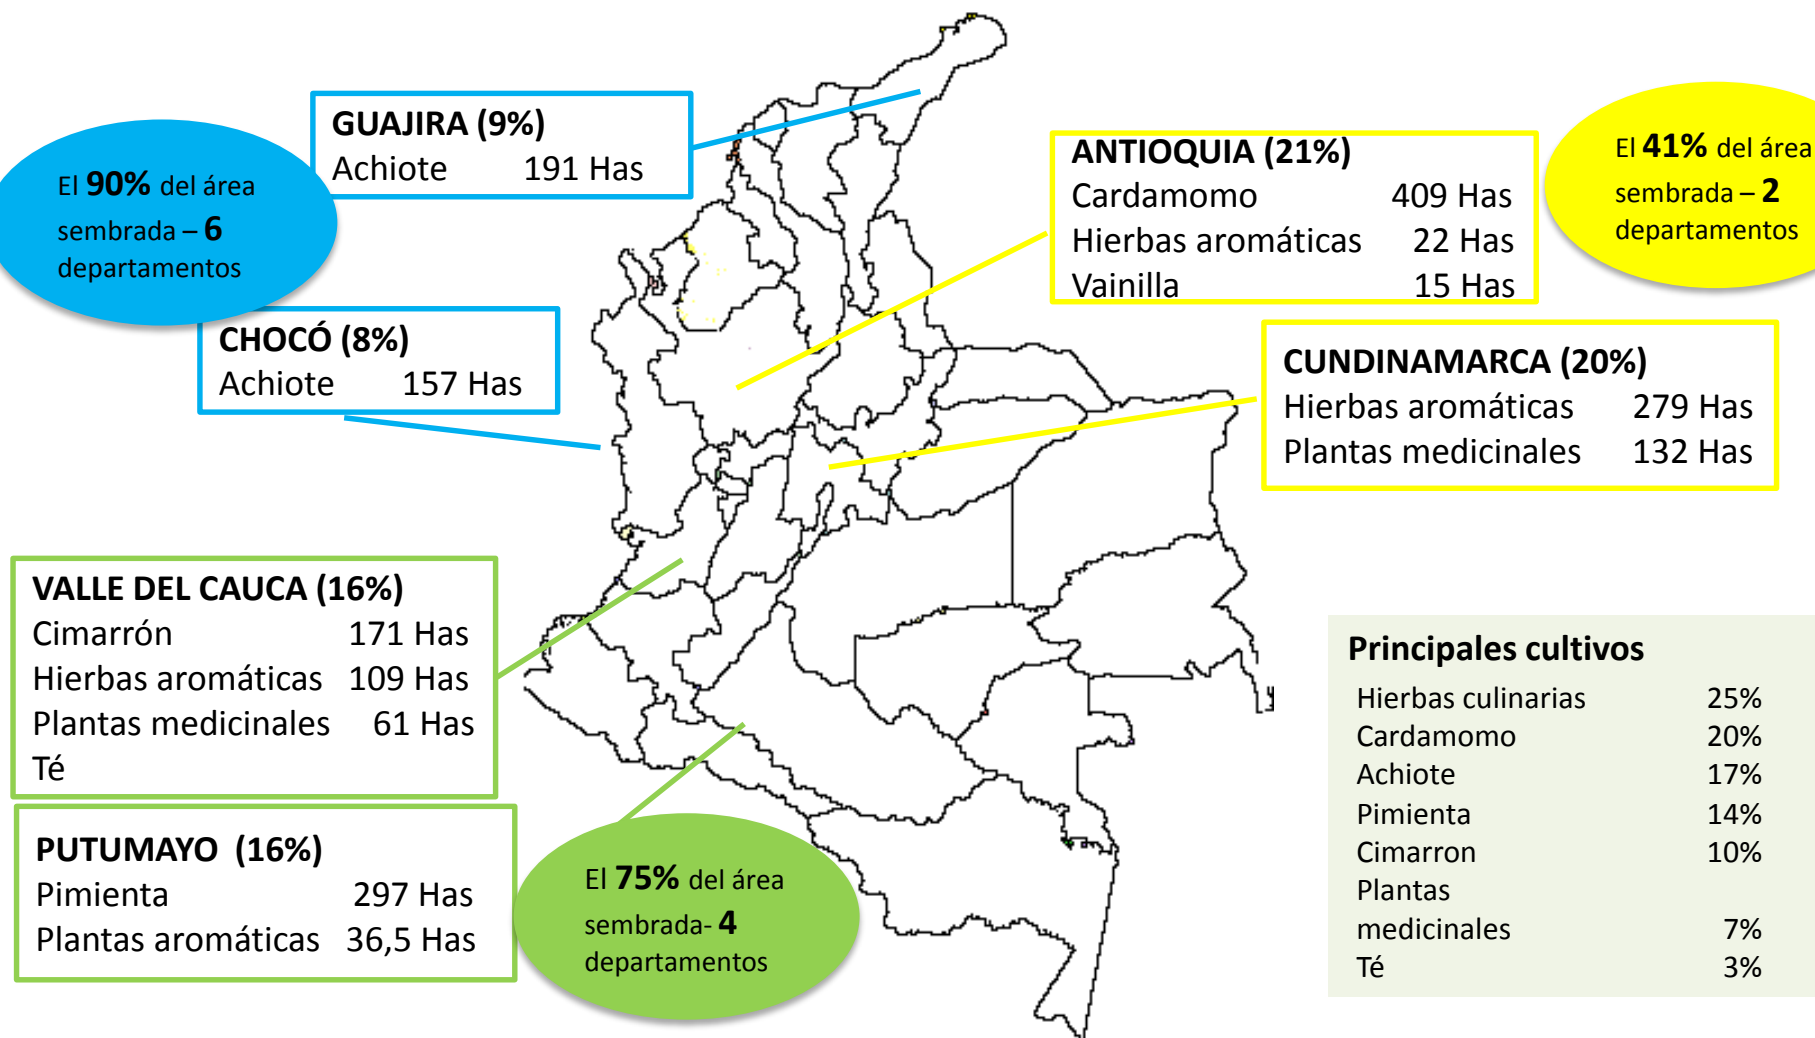 El 90% del área
sembrada – 6
departamentos
GUAJIRA (9%)
Achiote 191 Has
CHOCÓ (8%)
Achiote 157 Has
ANTIOQUIA (21%)
Cardamomo 409 Has
Hierbas aromáticas 22 Has
Vainilla 15 Has
El 41% del área
sembrada – 2
departamentos
CUNDINAMARCA (20%)
Hierbas aromáticas 279 Has
Plantas medicinales 132 Has
VALLE DEL CAUCA (16%)
Cimarrón 171 Has
Hierbas aromáticas 109 Has
Plantas medicinales 61 Has
Té
PUTUMAYO (16%)
Pimienta 297 Has
Plantas aromáticas 36,5 Has
El 75% del área
sembrada- 4
departamentos
Principales cultivos
Hierbas culinarias 25%
Cardamomo 20%
Achiote 17%
Pimienta 14%
Cimarron 10%
Plantas
medicinales 7%
Té 3%